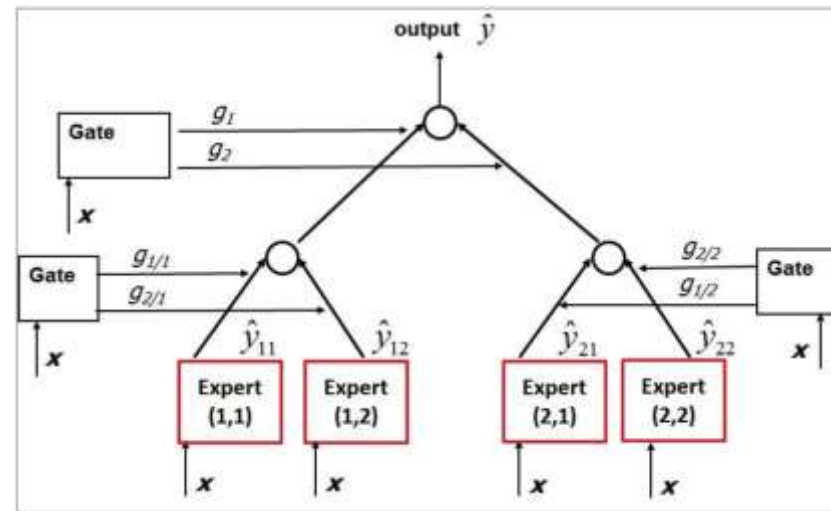 output ŷ
Gate
g₁
g₂
x
Gate
g₁/₁
g₂/₁
x
g₂/₂
g₁/₂
Gate
x
ŷ₁₁
ŷ₁₂
ŷ₂₁
ŷ₂₂
Expert
(1,1)
Expert
(1,2)
Expert
(2,1)
Expert
(2,2)
x
x
x
x